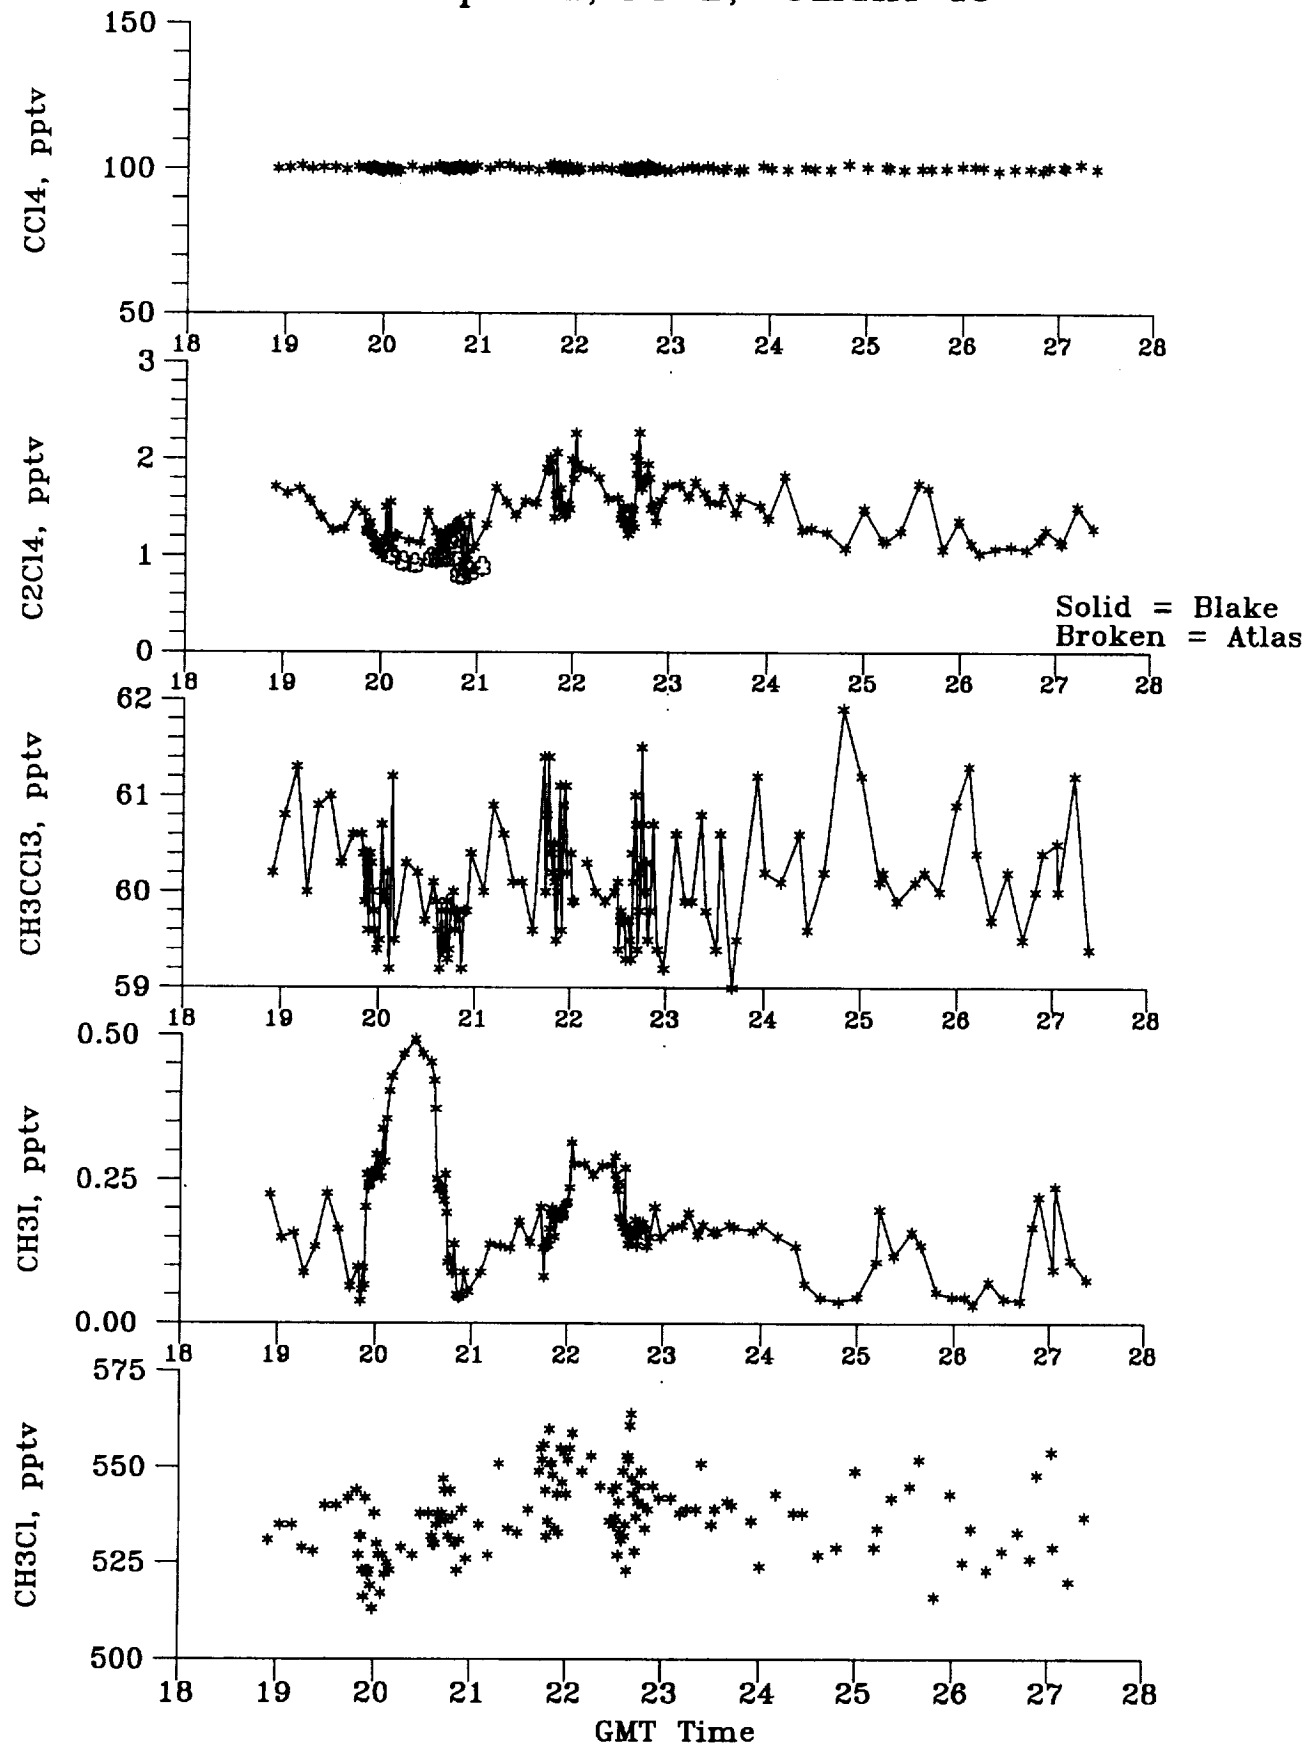 150
100
50
CCl4, pptv
18 19 20 21 22 23 24 25 26 27 28
3
2
1
0
C2Cl4, pptv
Solid = Blake
Broken = Atlas
18 19 20 21 22 23 24 25 26 27 28
62
61
60
59
CH3CCl3, pptv
18 19 20 21 22 23 24 25 26 27 28
0.50
0.25
0.00
CH3I, pptv
18 19 20 21 22 23 24 25 26 27 28
575
550
525
500
CH3Cl, pptv
18 19 20 21 22 23 24 25 26 27 28
GMT Time